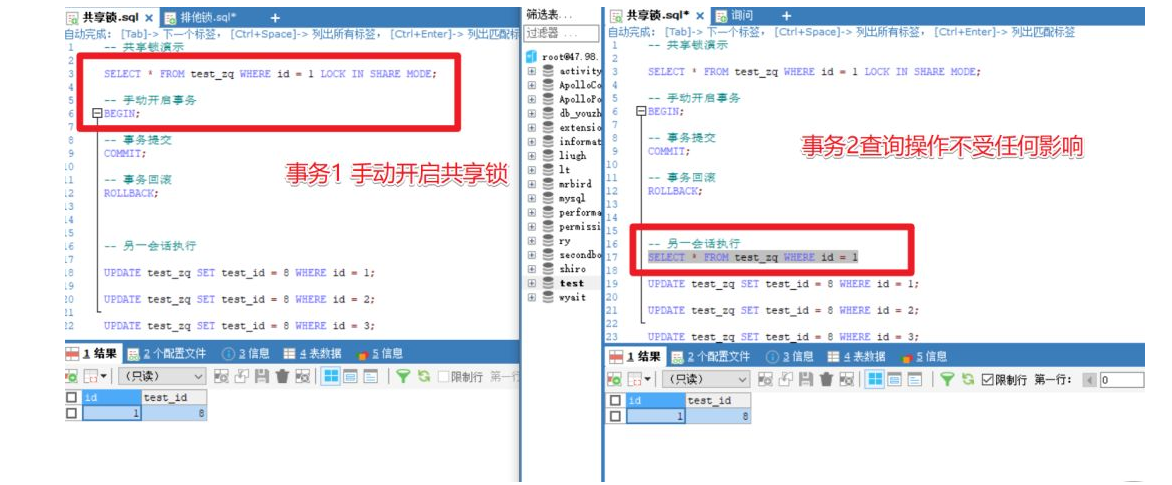 共享锁.sql × 排他锁.sql* +
自动完成: [Tab]-> 下一个标签, [Ctrl+Space]-> 列出所有标签, [Ctrl+Enter]-> 列出匹配标
1 -- 共享锁演示
2
3 SELECT * FROM test_zq WHERE id = 1 LOCK IN SHARE MODE;
4
5 -- 手动开启事务
6 BEGIN;
7
8 -- 事务提交
9 COMMIT;
10
11 -- 事务回滚
12 ROLLBACK;
13
14
15
16 -- 另一会话执行
17
18 UPDATE test_zq SET test_id = 8 WHERE id = 1;
19
20 UPDATE test_zq SET test_id = 8 WHERE id = 2;
21
22 UPDATE test_zq SET test_id = 8 WHERE id = 3;
事务1 手动开启共享锁
1 结果 2 个配置文件 3 信息 4 表数据 5 信息
(只读) 限制行 第一行
id test_id
1 8
筛选表...
过滤器 ...
root@47.98.
activity
ApolloCo
ApolloPo
db_youzh
extensio
informat
liugh
lt
mrbird
mysql
performa
permissi
ry
secondbo
shiro
test
wyait
共享锁.sql* × 询问 +
自动完成: [Tab]-> 下一个标签, [Ctrl+Space]-> 列出所有标签, [Ctrl+Enter]-> 列出匹配标签
1 -- 共享锁演示
2
3 SELECT * FROM test_zq WHERE id = 1 LOCK IN SHARE MODE;
4
5 -- 手动开启事务
6 BEGIN;
7
8 -- 事务提交
9 COMMIT;
10
11 -- 事务回滚
12 ROLLBACK;
13
14
15
16 -- 另一会话执行
17 SELECT * FROM test_zq WHERE id = 1
18
19 UPDATE test_zq SET test_id = 8 WHERE id = 1;
20
21 UPDATE test_zq SET test_id = 8 WHERE id = 2;
22
23 UPDATE test_zq SET test_id = 8 WHERE id = 3;
事务2查询操作不受任何影响
1 结果 2 个配置文件 3 信息 4 表数据 5 信息
(只读) 限制行 第一行: 0
id test_id
1 8